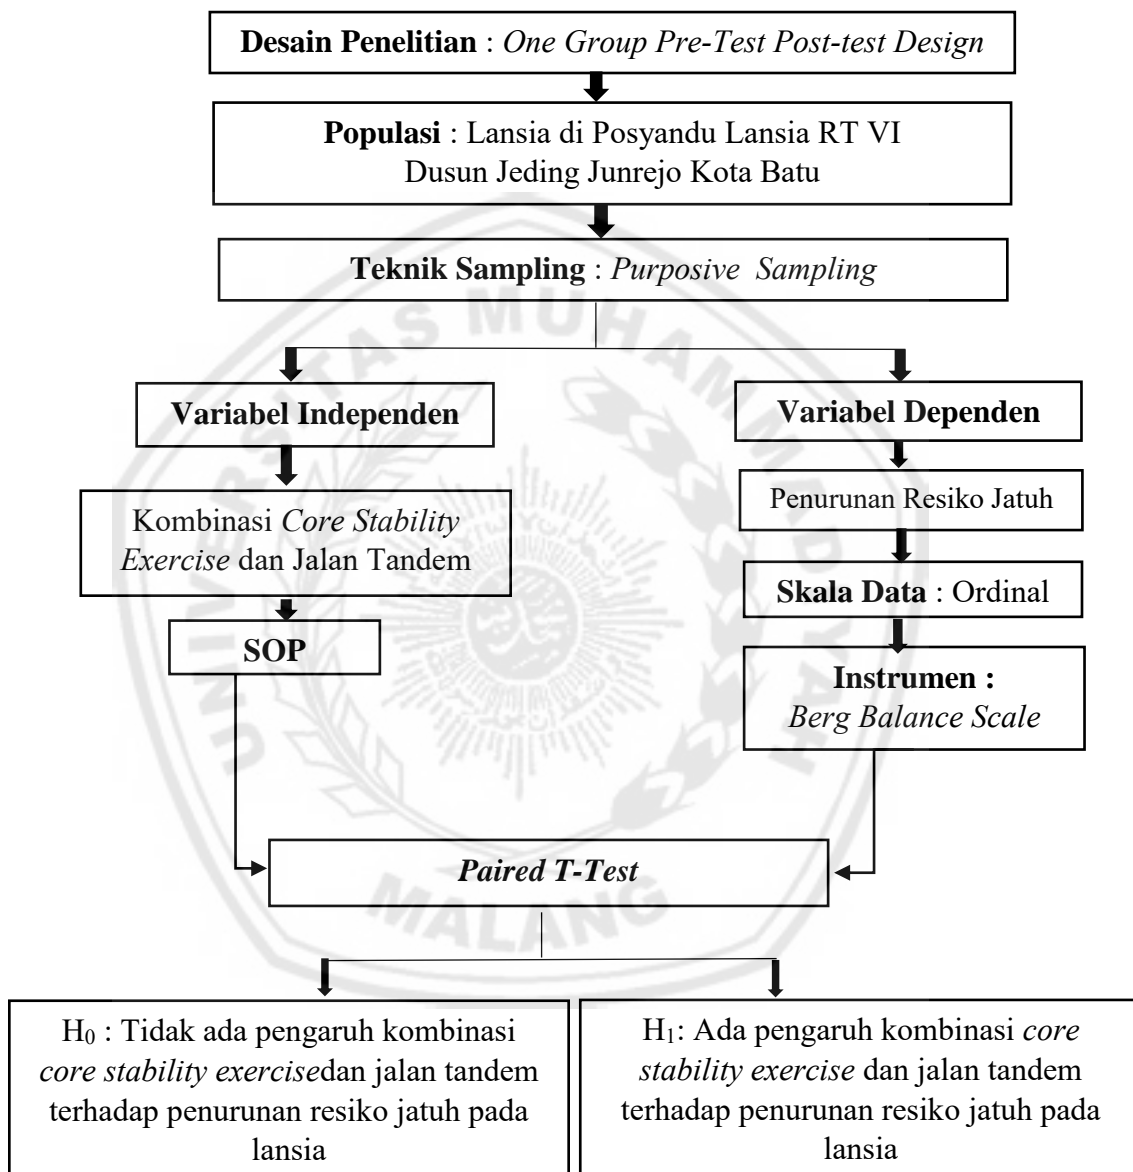 Desain Penelitian : One Group Pre-Test Post-test Design
Populasi : Lansia di Posyandu Lansia RT VI
Dusun Jeding Junrejo Kota Batu
Teknik Sampling : Purposive Sampling
Variabel Independen
Kombinasi Core Stability
Exercise dan Jalan Tandem
SOP
Variabel Dependen
Penurunan Resiko Jatuh
Skala Data : Ordinal
Instrumen :
Berg Balance Scale
Paired T-Test
H₀ : Tidak ada pengaruh kombinasi
core stability exercisedan jalan tandem
terhadap penurunan resiko jatuh pada
lansia
H₁: Ada pengaruh kombinasi core
stability exercise dan jalan tandem
terhadap penurunan resiko jatuh pada
lansia
UNIVERSITAS MUHAMMADIYAH
MALANG